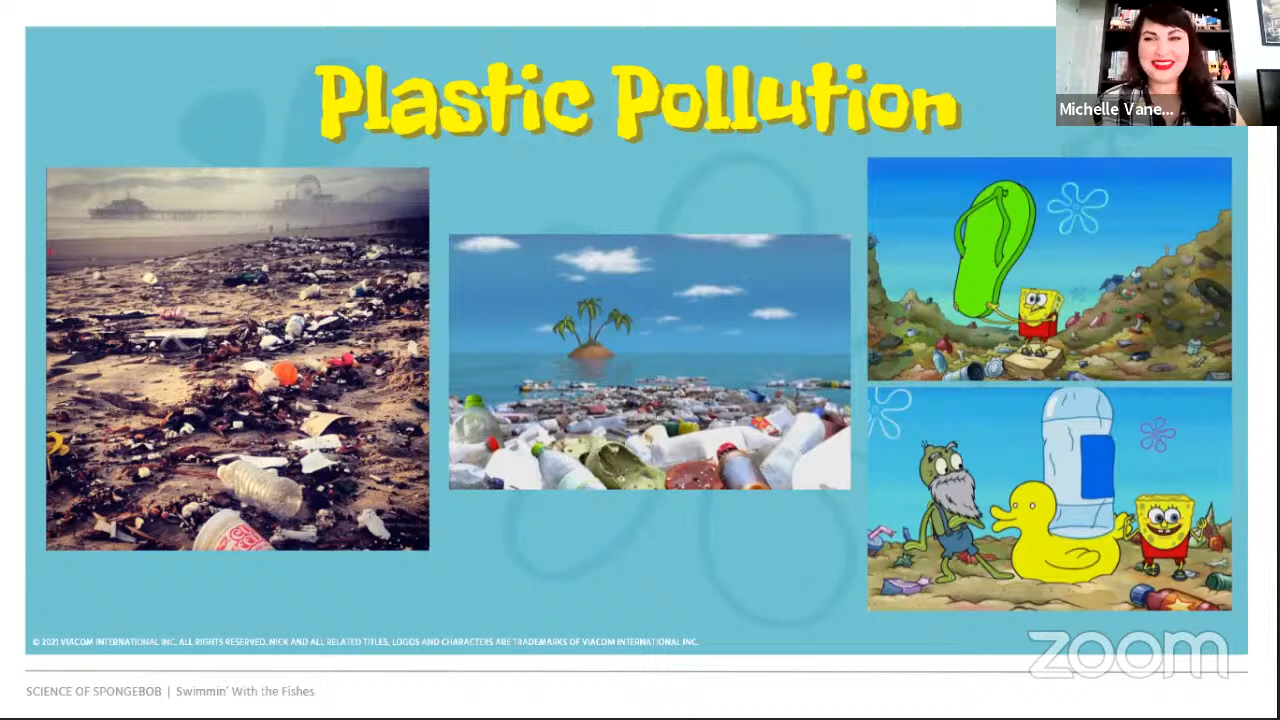 Plastic Pollution
Michelle Vane...
© 2021 VIACOM INTERNATIONAL INC. ALL RIGHTS RESERVED. NICK AND ALL RELATED TITLES, LOGOS AND CHARACTERS ARE TRADEMARKS OF VIACOM INTERNATIONAL INC.
zoom
SCIENCE OF SPONGEBOB | Swimmin' With the Fishes